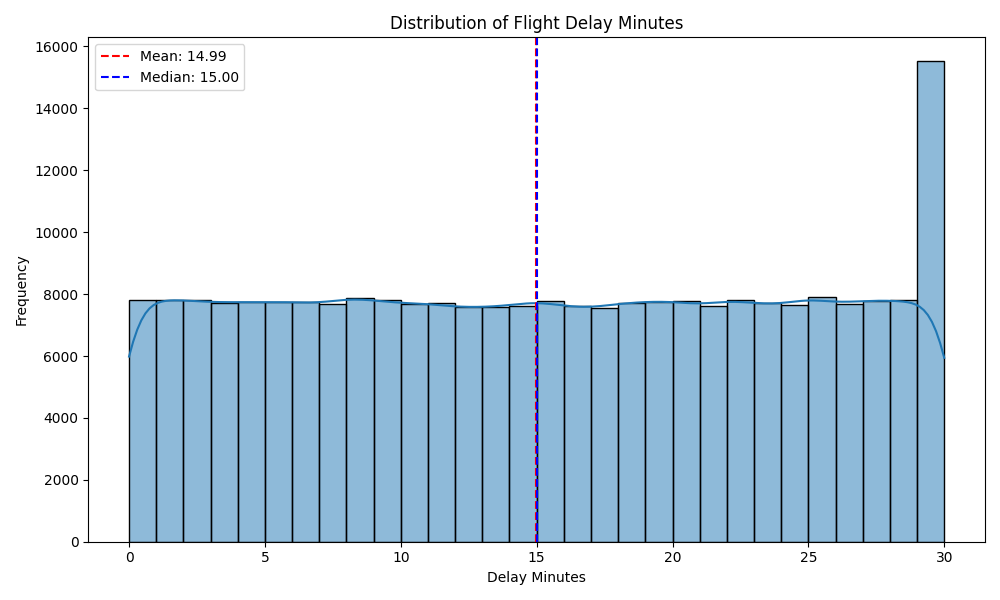 Distribution of Flight Delay Minutes
Mean: 14.99
Median: 15.00
Frequency
16000
14000
12000
10000
8000
6000
4000
2000
0
0 5 10 15 20 25 30
Delay Minutes